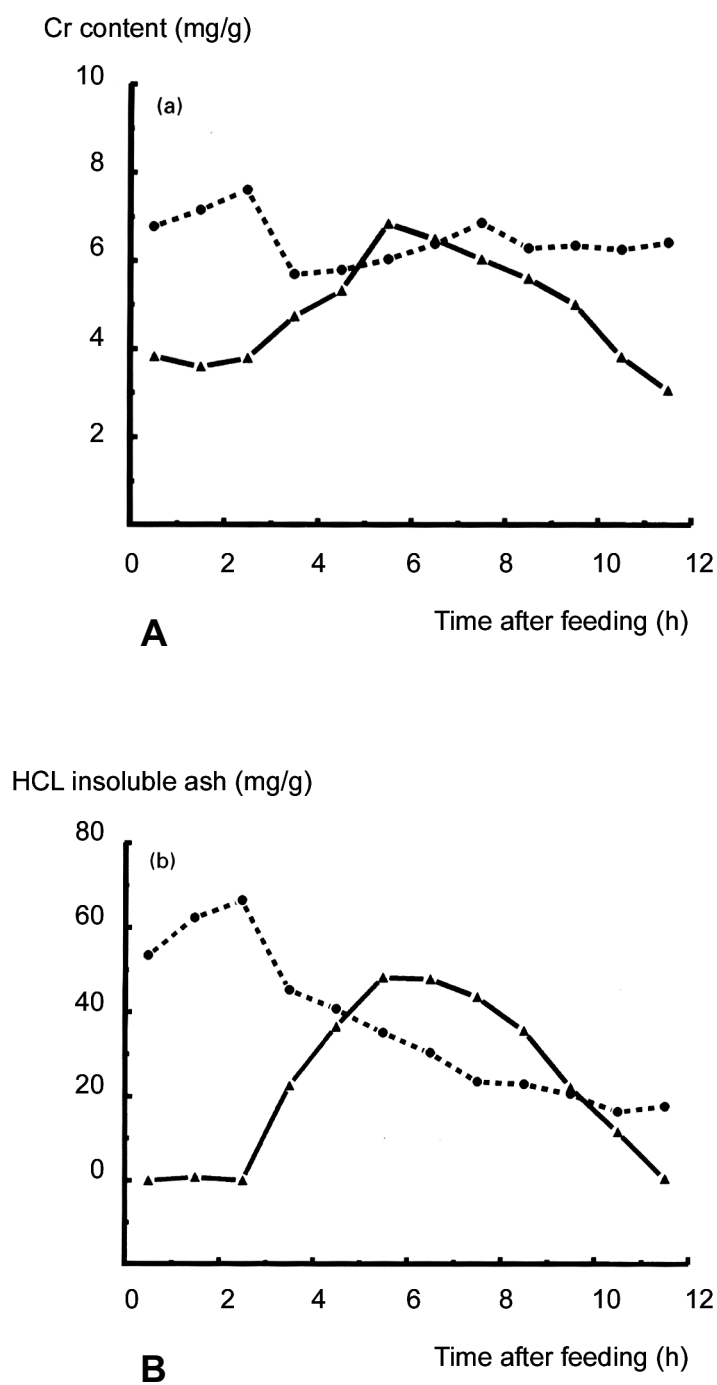 Cr content (mg/g)
10
(a)
8
6
4
2
0 2 4 6 8 10 12
Time after feeding (h)
A
HCL insoluble ash (mg/g)
80
(b)
60
40
20
0
0 2 4 6 8 10 12
Time after feeding (h)
B